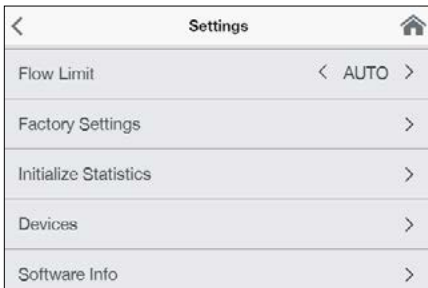 Settings
Flow Limit AUTO
Factory Settings
Initialize Statistics
Devices
Software Info